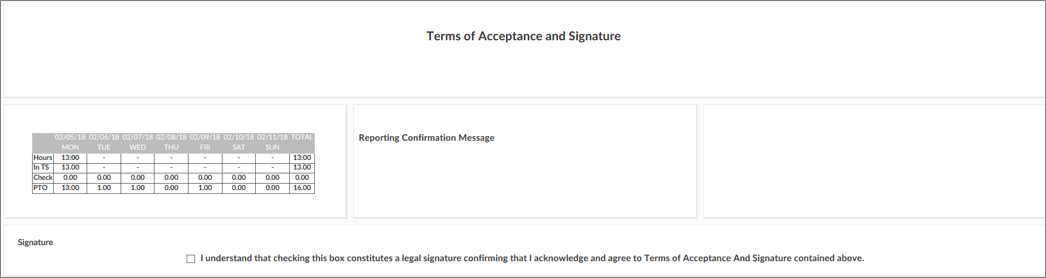 Terms of Acceptance and Signature
02/05/18 02/06/18 02/07/18 02/08/18 02/09/18 02/10/18 02/11/18 TOTAL
MON TUE WED THU FRI SAT SUN
Hours 13:00 - - - - - - 13:00
In TS 13.00 - - - - - - 13.00
Check 0.00 0.00 0.00 0.00 0.00 0.00 0.00 0.00
PTO 13.00 1.00 1.00 0.00 1.00 0.00 0.00 16.00
Reporting Confirmation Message
Signature
I understand that checking this box constitutes a legal signature confirming that I acknowledge and agree to Terms of Acceptance And Signature contained above.